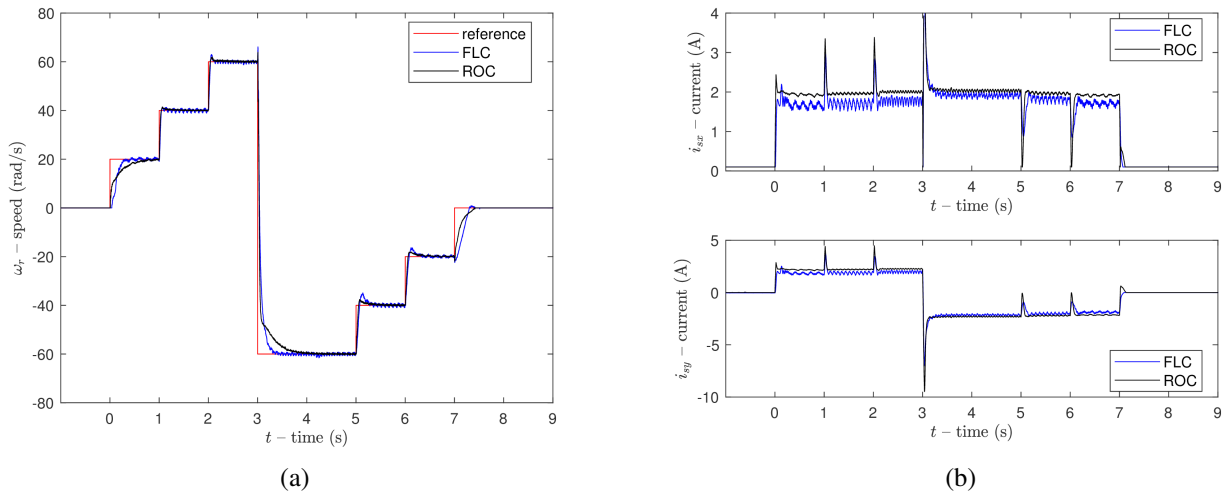 80
60
40
20
0
-20
-40
-60
-80
ωr – speed (rad/s)
0 1 2 3 4 5 6 7 8 9
t – time (s)
reference
FLC
ROC
(a)
4
3
2
1
0
isx – current (A)
0 1 2 3 4 5 6 7 8 9
t – time (s)
FLC
ROC
5
0
-5
-10
isy – current (A)
0 1 2 3 4 5 6 7 8 9
t – time (s)
FLC
ROC
(b)